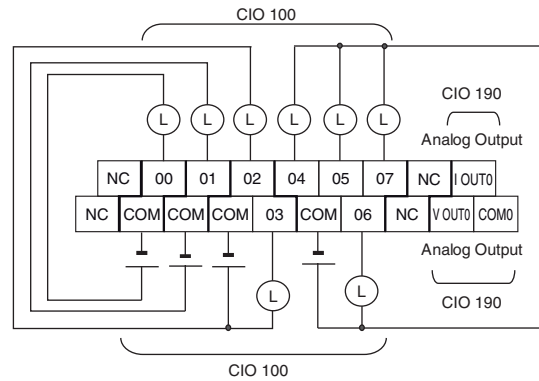 CIO 100
CIO 190
L L L L L L
Analog Output
NC 00 01 02 04 05 07 NC I OUT0
NC COM COM COM 03 COM 06 NC V OUT0 COM0
Analog Output
L L
CIO 190
CIO 100